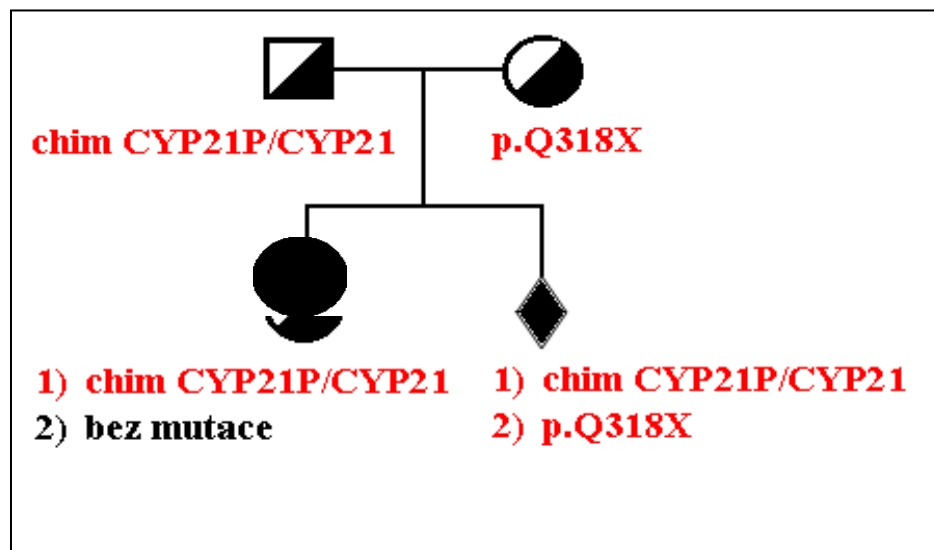 chim CYP21P/CYP21
p.Q318X
1) chim CYP21P/CYP21
2) bez mutace
1) chim CYP21P/CYP21
2) p.Q318X